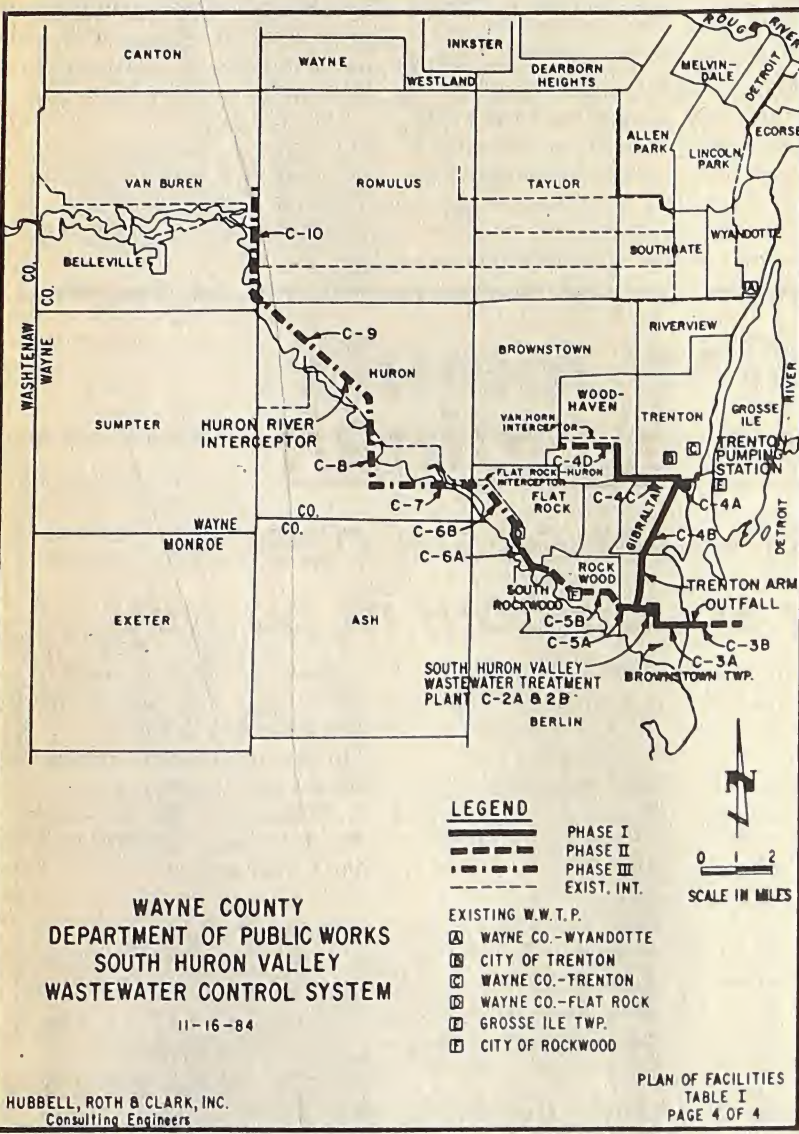 ROUGE RIVER
CANTON
WAYNE
INKSTER
WESTLAND
DEARBORN
HEIGHTS
MELVIN-
DALE
DETROIT
ECORSE
ALLEN
PARK
LINCOLN
PARK
VAN BUREN
ROMULUS
TAYLOR
SOUTHGATE
WYANDOTTE
C-10
BELLEVILLE
A
WASHTENAW CO.
WAYNE CO.
RIVERVIEW
C-9
BROWNSTOWN
HURON
SUMPTER
HURON RIVER
INTERCEPTOR
WOOD-
HAVEN
TRENTON
GROSSE
ILE
DETROIT RIVER
VAN HORN
INTERCEPTOR
C-4D
B
C
TRENTON
PUMPING
STATION
E
C-8
FLAT ROCK-HURON
INTERCEPTOR
FLAT
ROCK
C-4C
C-4A
GIBRALTAR
C-7
C-6B
D
C-4B
WAYNE CO.
MONROE CO.
C-6A
ROCK
WOOD
TRENTON ARM
EXETER
ASH
SOUTH
ROCKWOOD
F
OUTFALL
C-5B
C-5A
C-3B
C-3A
BROWNSTOWN TWP.
SOUTH HURON VALLEY
WASTEWATER TREATMENT
PLANT C-2A & 2B
BERLIN
N
LEGEND
PHASE I
PHASE II
PHASE III
EXIST. INT.
0 1 2
SCALE IN MILES
EXISTING W.W.T.P.
A WAYNE CO.-WYANDOTTE
B CITY OF TRENTON
C WAYNE CO.-TRENTON
D WAYNE CO.-FLAT ROCK
E GROSSE ILE TWP.
F CITY OF ROCKWOOD
WAYNE COUNTY
DEPARTMENT OF PUBLIC WORKS
SOUTH HURON VALLEY
WASTEWATER CONTROL SYSTEM
11-16-84
HUBBELL, ROTH & CLARK, INC.
Consulting Engineers
PLAN OF FACILITIES
TABLE I
PAGE 4 OF 4